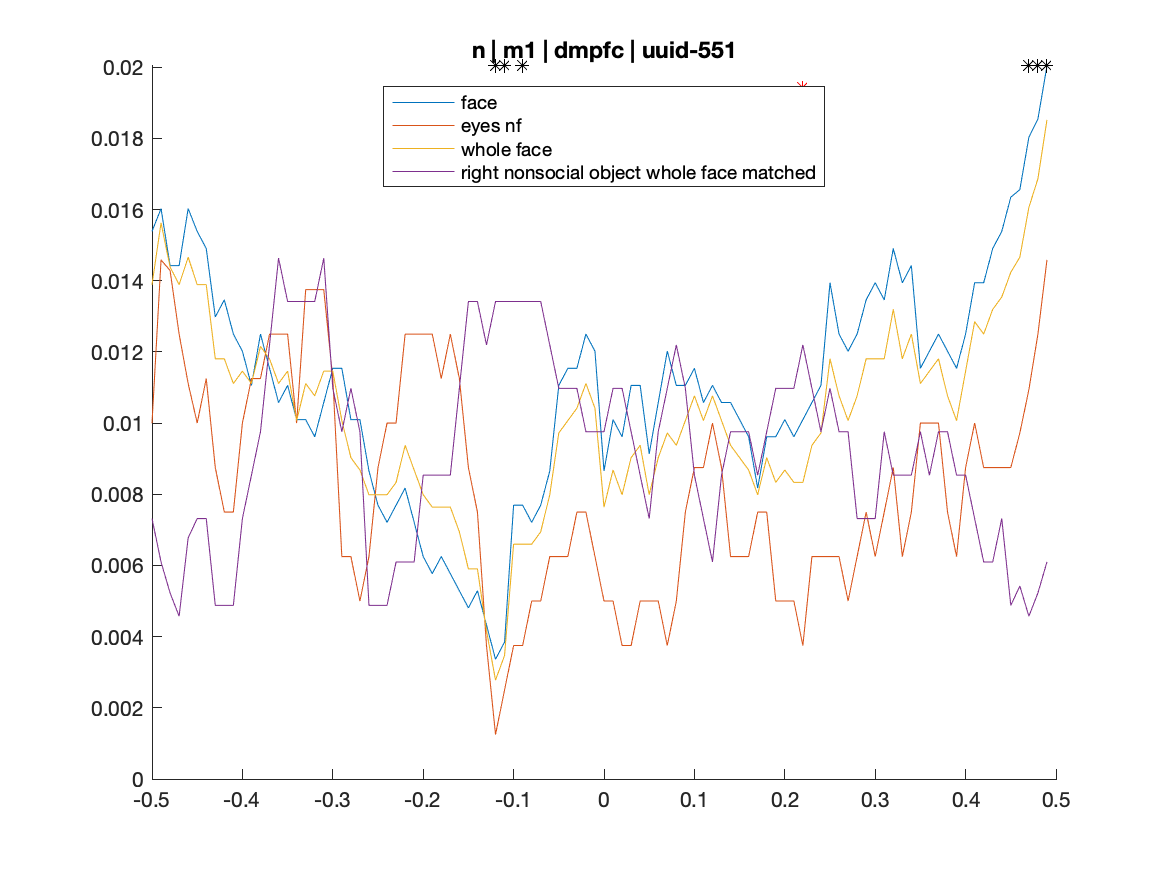 n | m1 | dmpfc | uuid-551
face
eyes nf
whole face
right nonsocial object whole face matched
0.02
0.018
0.016
0.014
0.012
0.01
0.008
0.006
0.004
0.002
0
-0.5 -0.4 -0.3 -0.2 -0.1 0 0.1 0.2 0.3 0.4 0.5